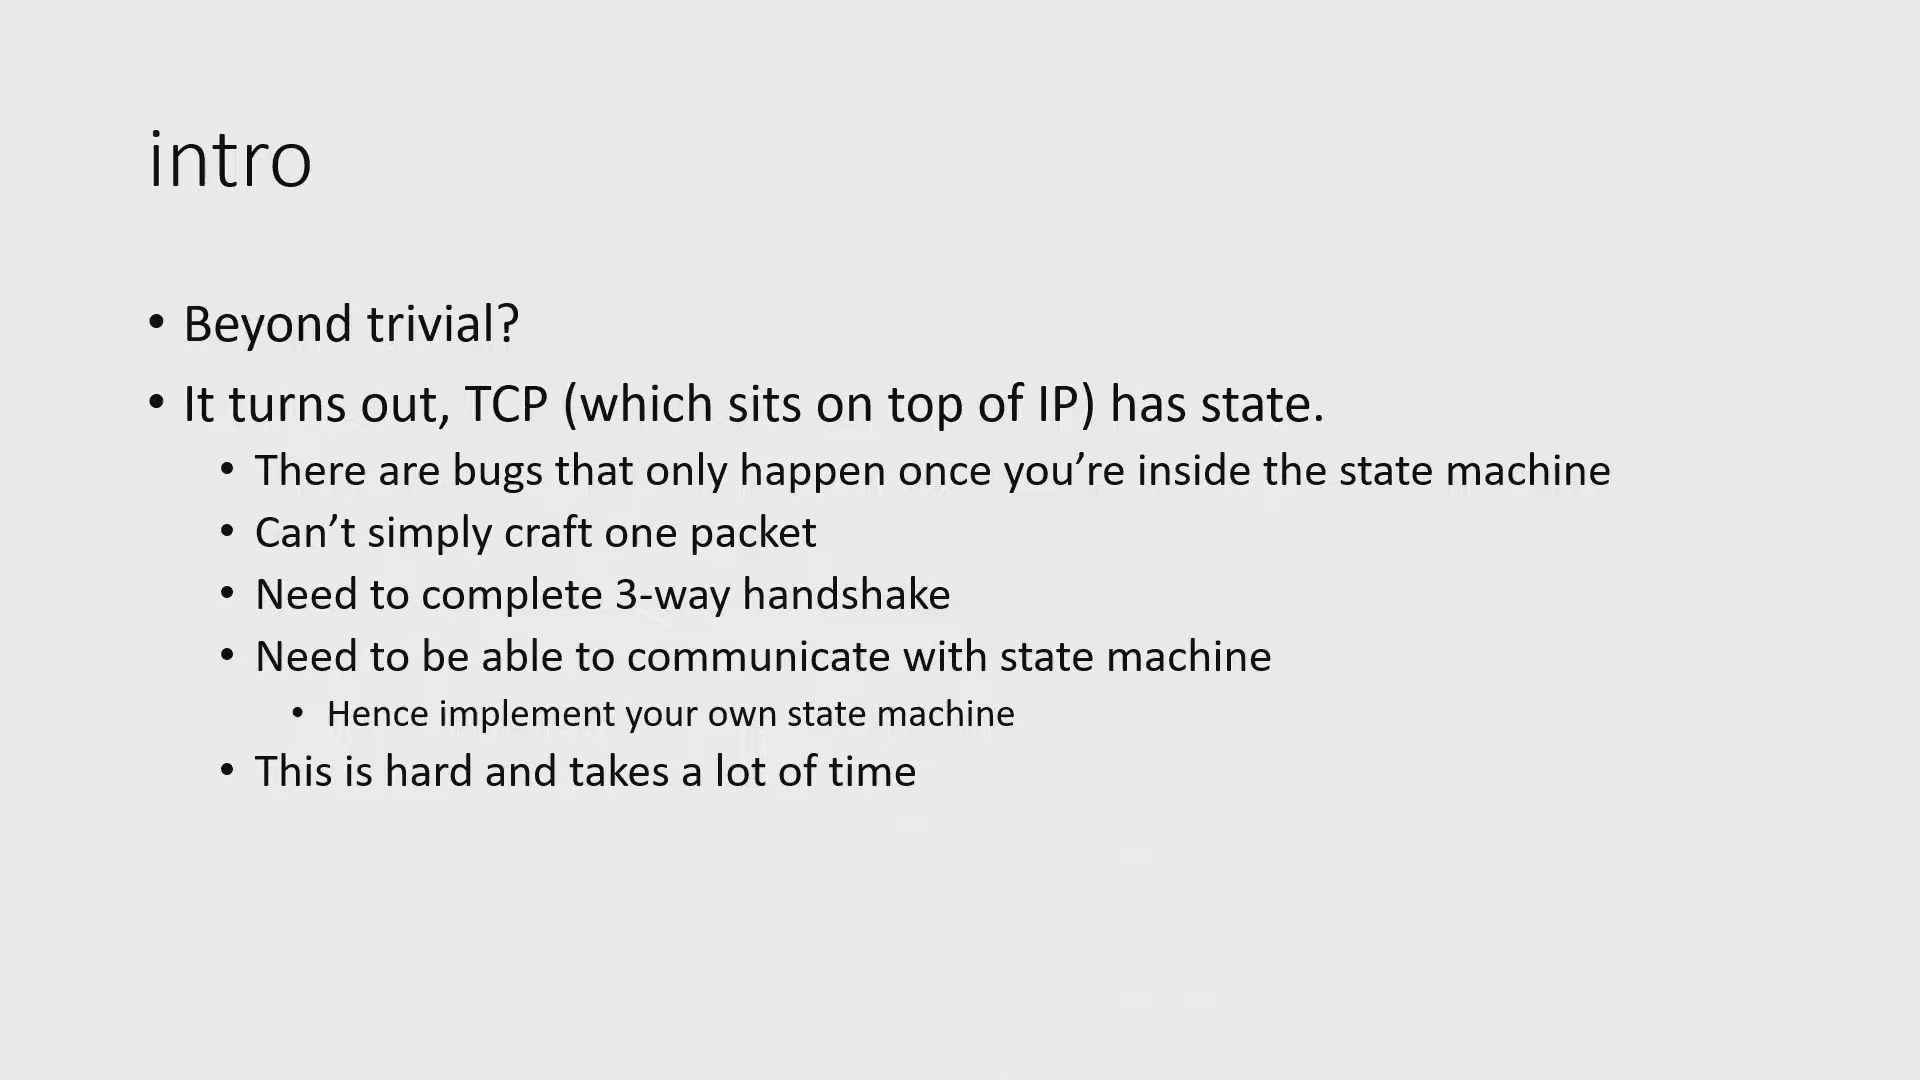 intro
• Beyond trivial?
• It turns out, TCP (which sits on top of IP) has state.
• There are bugs that only happen once you’re inside the state machine
• Can’t simply craft one packet
• Need to complete 3-way handshake
• Need to be able to communicate with state machine
• Hence implement your own state machine
• This is hard and takes a lot of time